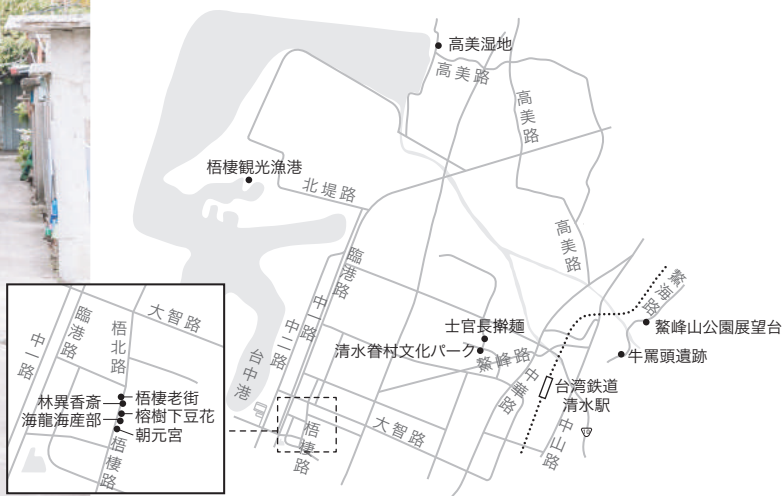 高美湿地
高美路
高美路
梧棲観光漁港
北堤路
高美路
臨港路
鰲海路
中一路
中二路
士官長擀麺
鰲峰山公園展望台
清水眷村文化パーク
鰲峰路
牛罵頭遺跡
中華路
台湾鉄道
清水駅
台中港
大智路
中山路
梧棲路
大智路
臨港路
梧北路
中一路
梧棲老街
林異香斎
榕樹下豆花
海龍海産部
朝元宮
梧棲路